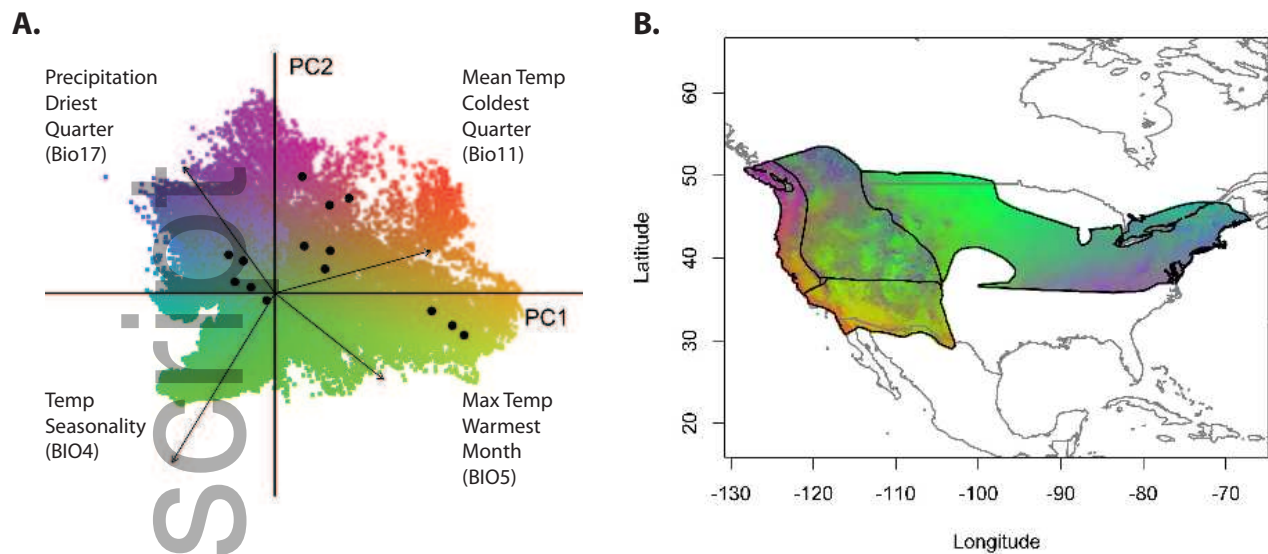 A.
B.
PC2
Precipitation
Driest
Quarter
(Bio17)
Mean Temp
Coldest
Quarter
(Bio11)
PC1
Temp
Seasonality
(BIO4)
Max Temp
Warmest
Month
(BIO5)
script
Latitude
60
50
40
30
20
-130
-120
-110
-100
-90
-80
-70
Longitude